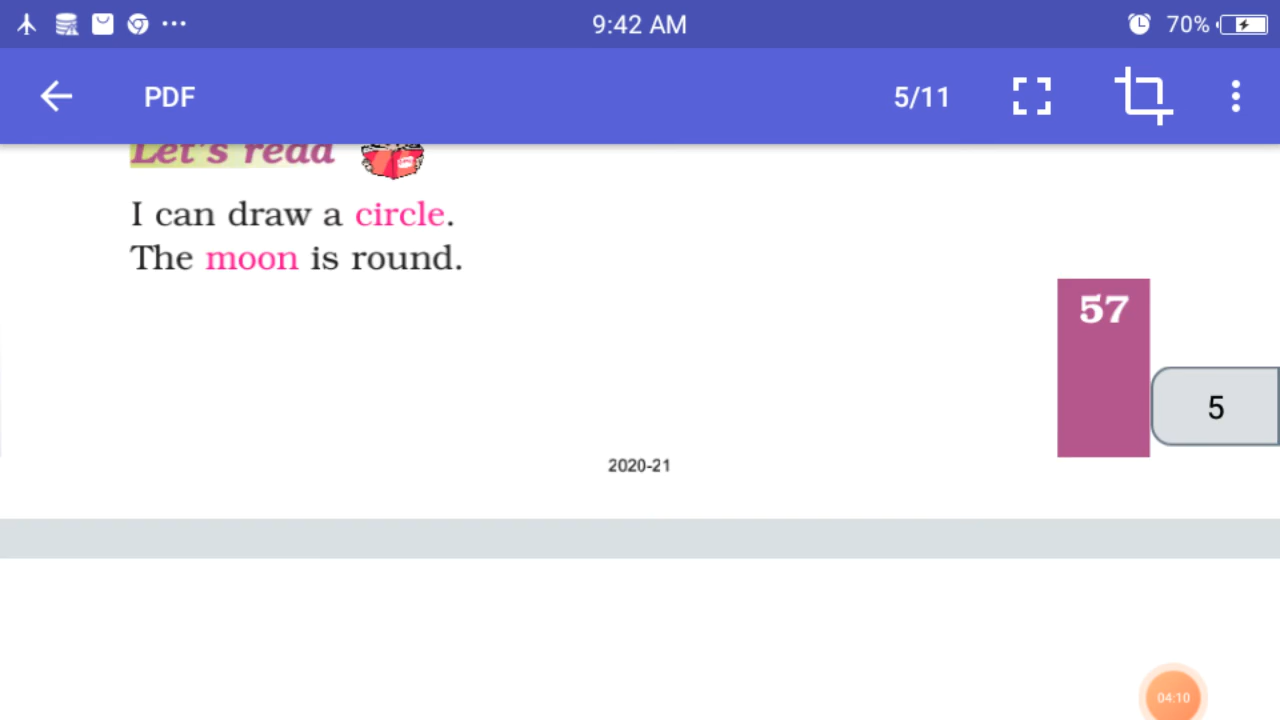 9:42 AM
70%
PDF
5/11
Let's read
I can draw a circle.
The moon is round.
57
5
2020-21
04:10